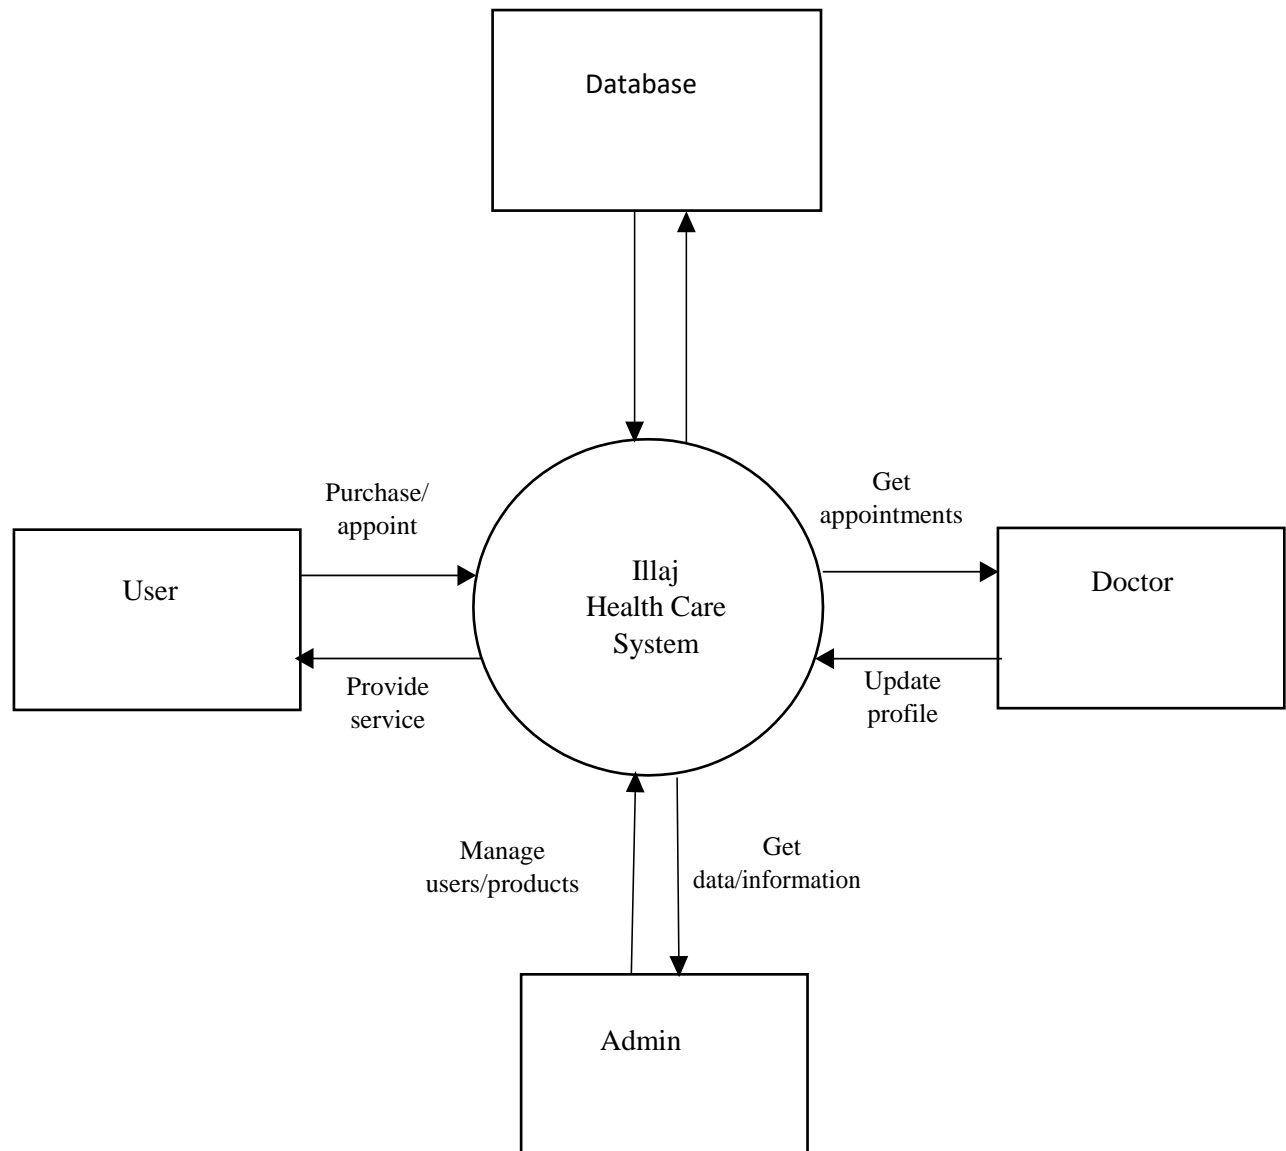 Database
Purchase/
appoint
Get
appointments
User
Illaj
Health Care
System
Doctor
Provide
service
Update
profile
Manage
users/products
Get
data/information
Admin